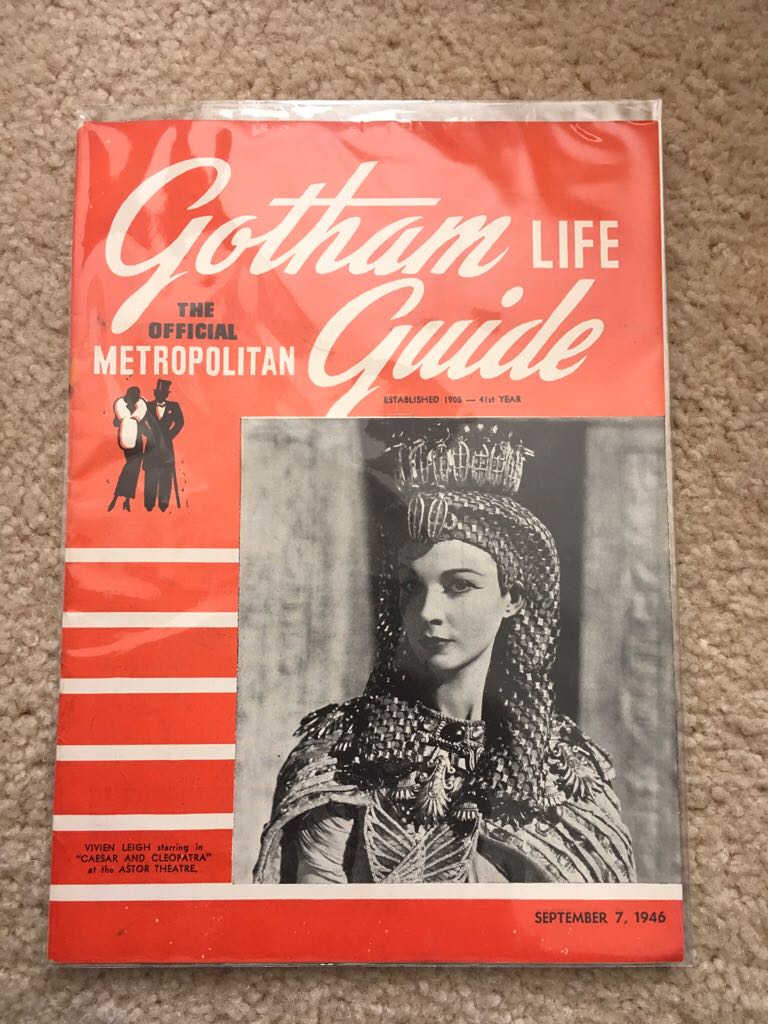 Gotham LIFE
Guide
THE
OFFICIAL
METROPOLITAN
ESTABLISHED 1905 — 41st YEAR
VIVIEN LEIGH starring in
"CAESAR AND CLEOPATRA"
at the ASTOR THEATRE.
SEPTEMBER 7, 1946